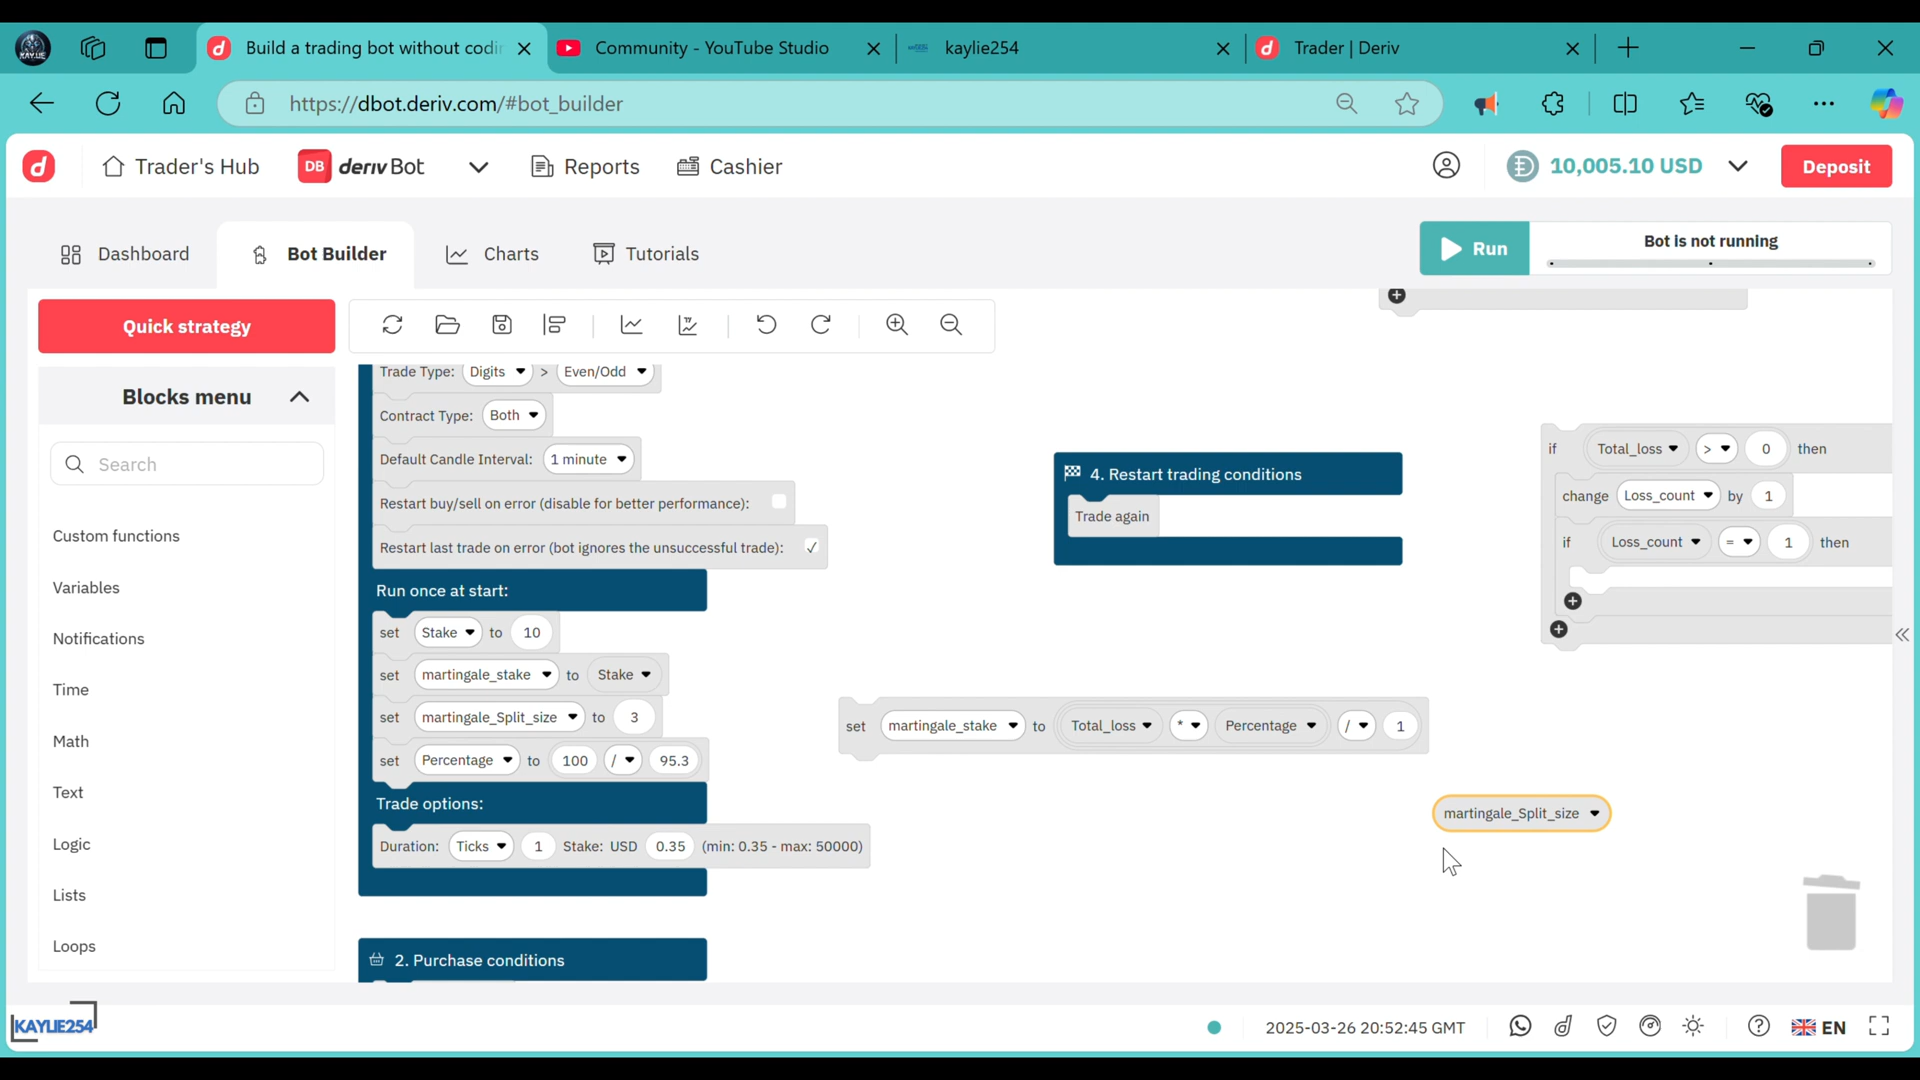 Build a trading bot without codin
Community - YouTube Studio
kaylie254
Trader | Deriv
https://dbot.deriv.com/#bot_builder
Trader's Hub
DB deriv Bot
Reports
Cashier
10,005.10 USD
Deposit
Dashboard
Bot Builder
Charts
Tutorials
Run
Bot is not running
Quick strategy
Blocks menu
Search
Custom functions
Variables
Notifications
Time
Math
Text
Logic
Lists
Loops
Trade Type: Digits > Even/Odd
Contract Type: Both
Default Candle Interval: 1 minute
Restart buy/sell on error (disable for better performance):
Restart last trade on error (bot ignores the unsuccessful trade): ✓
Run once at start:
set Stake to 10
set martingale_stake to Stake
set martingale_Split_size to 3
set Percentage to 100 / 95.3
Trade options:
Duration: Ticks 1 Stake: USD 0.35 (min: 0.35 - max: 50000)
2. Purchase conditions
4. Restart trading conditions
Trade again
if Total_loss > 0 then
change Loss_count by 1
if Loss_count = 1 then
set martingale_stake to Total_loss * Percentage / 1
martingale_Split_size
KAYLIE254
2025-03-26 20:52:45 GMT
EN